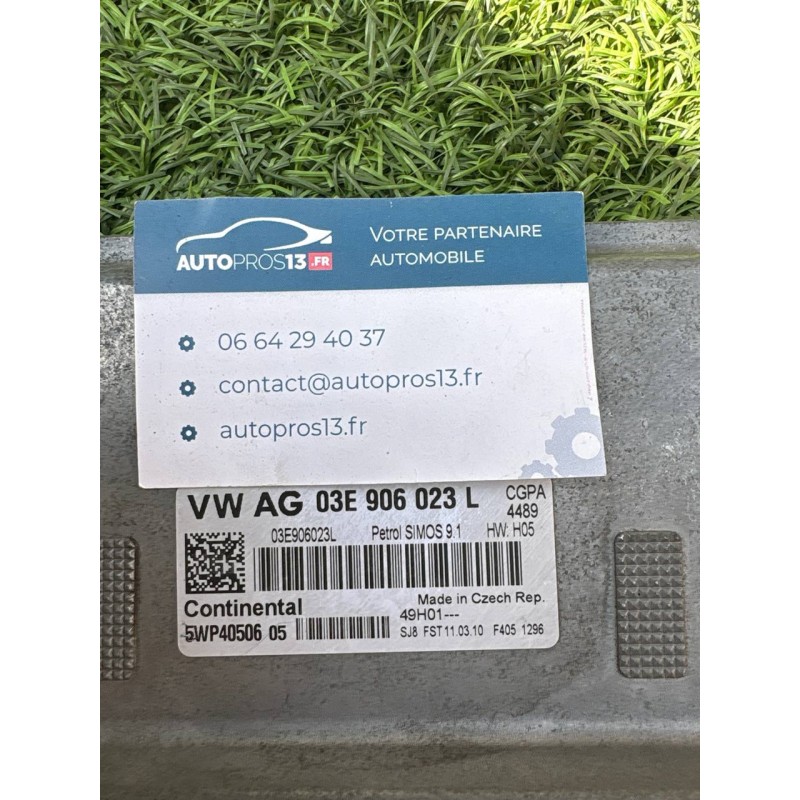 AUTOPROS13.FR
VOTRE PARTENAIRE
AUTOMOBILE
06 64 29 40 37
contact@autopros13.fr
autopros13.fr
VW AG 03E 906 023 L
CGPA
4489
03E906023L Petrol SIMOS 9.1 HW: H05
Continental
Made in Czech Rep.
49H01---
5WP40506 05
SJ8 FST 11.03.10 F405 1296